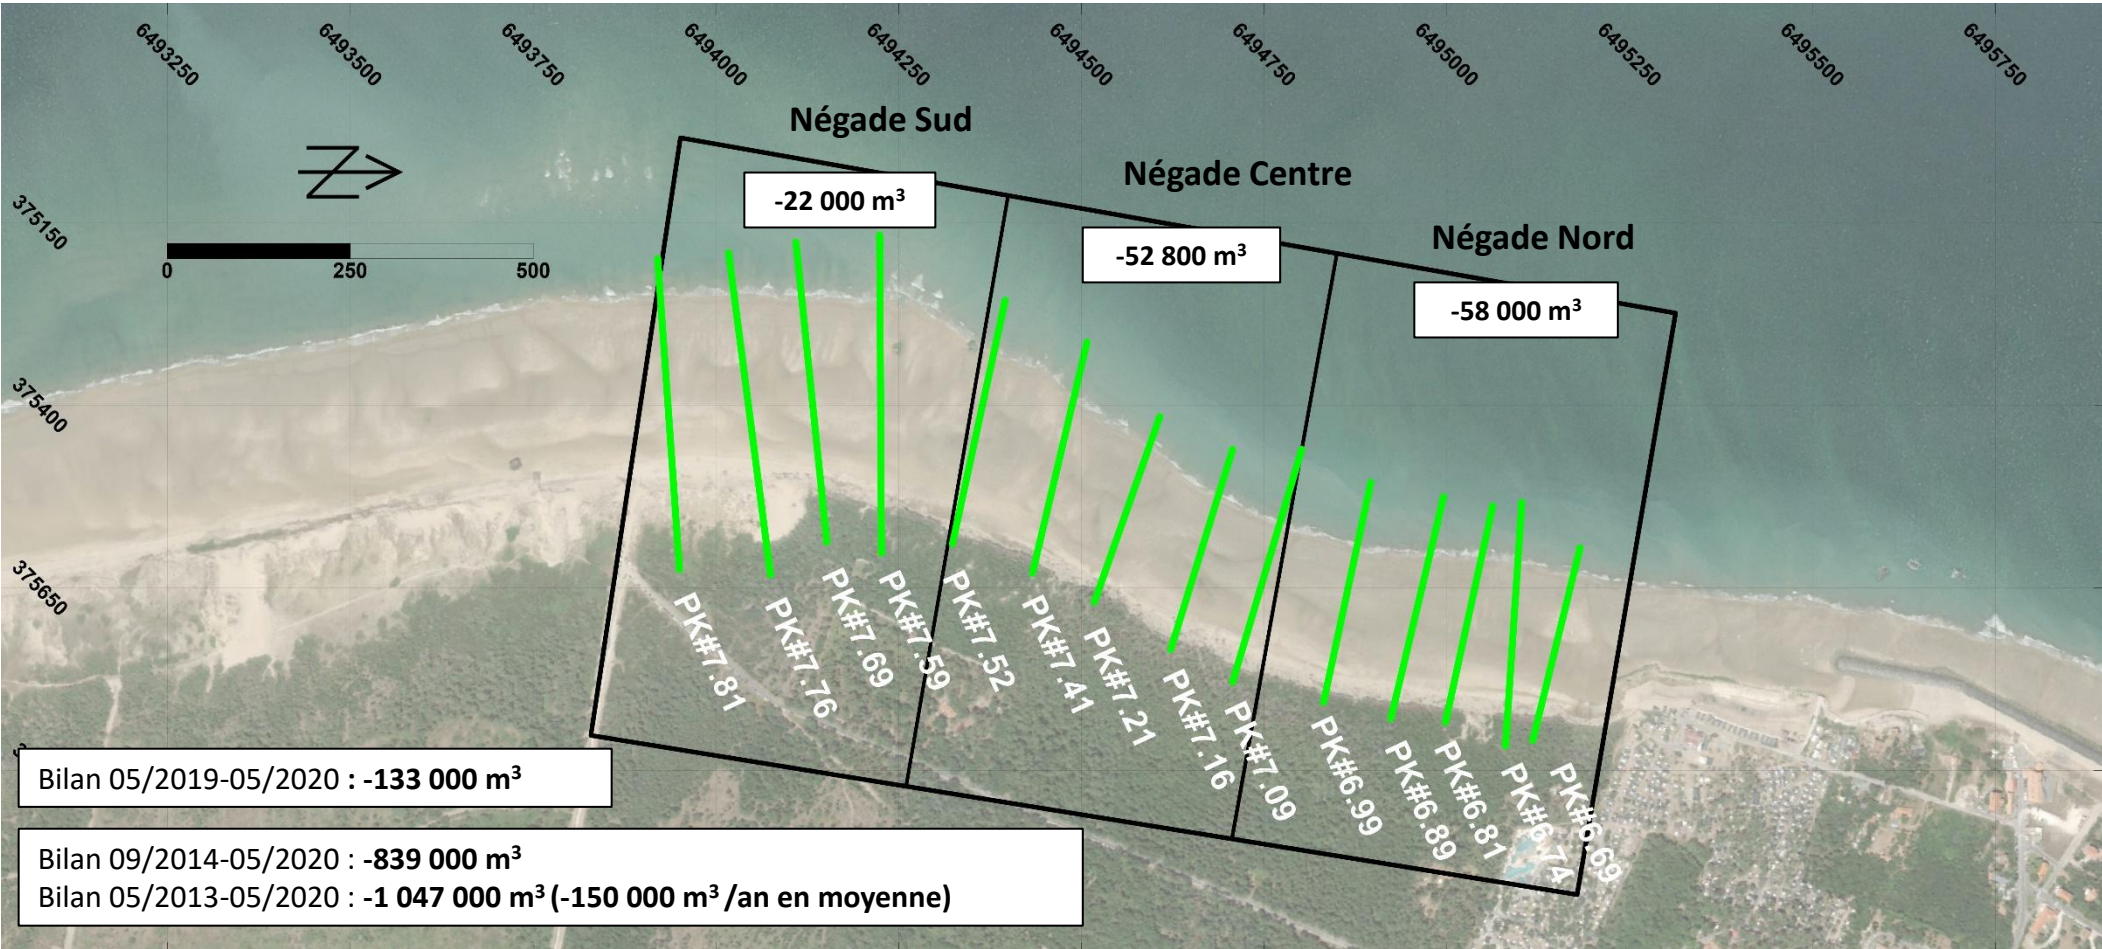 6493250
6493500
6493750
6494000
6494250
6494500
6494750
6495000
6495250
6495500
6495750
Négade Sud
-22 000 m³
Négade Centre
-52 800 m³
Négade Nord
-58 000 m³
375150
375400
375650
0 250 500
PK#7.81
PK#7.76
PK#7.69
PK#7.59
PK#7.52
PK#7.41
PK#7.21
PK#7.16
PK#7.09
PK#6.99
PK#6.89
PK#6.81
PK#6.74
PK#6.69
Bilan 05/2019-05/2020 : -133 000 m³
Bilan 09/2014-05/2020 : -839 000 m³
Bilan 05/2013-05/2020 : -1 047 000 m³ (-150 000 m³/an en moyenne)